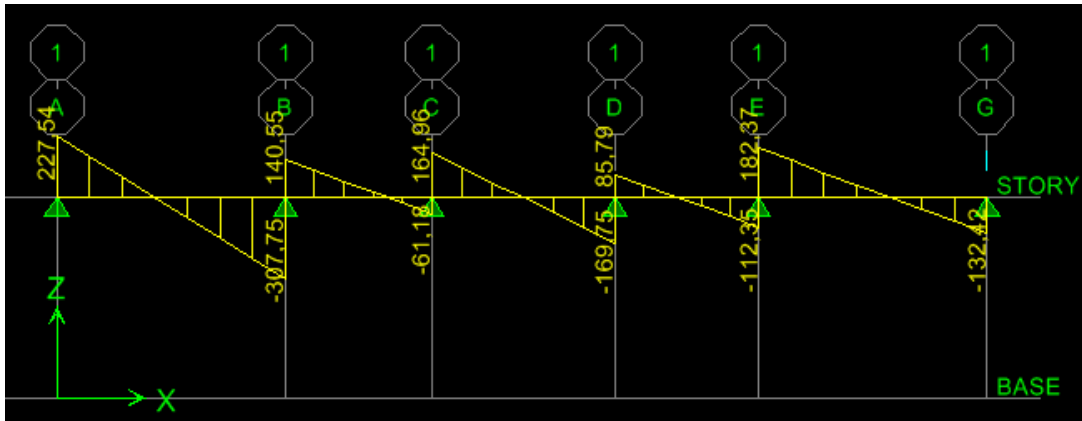 1 1 1 1 1 1
A B C D E G
227,54 140,55 164,96 85,79 182,37
STORY
-307,75 -61,18 -169,75 -112,35 -132,42
Z
X
BASE